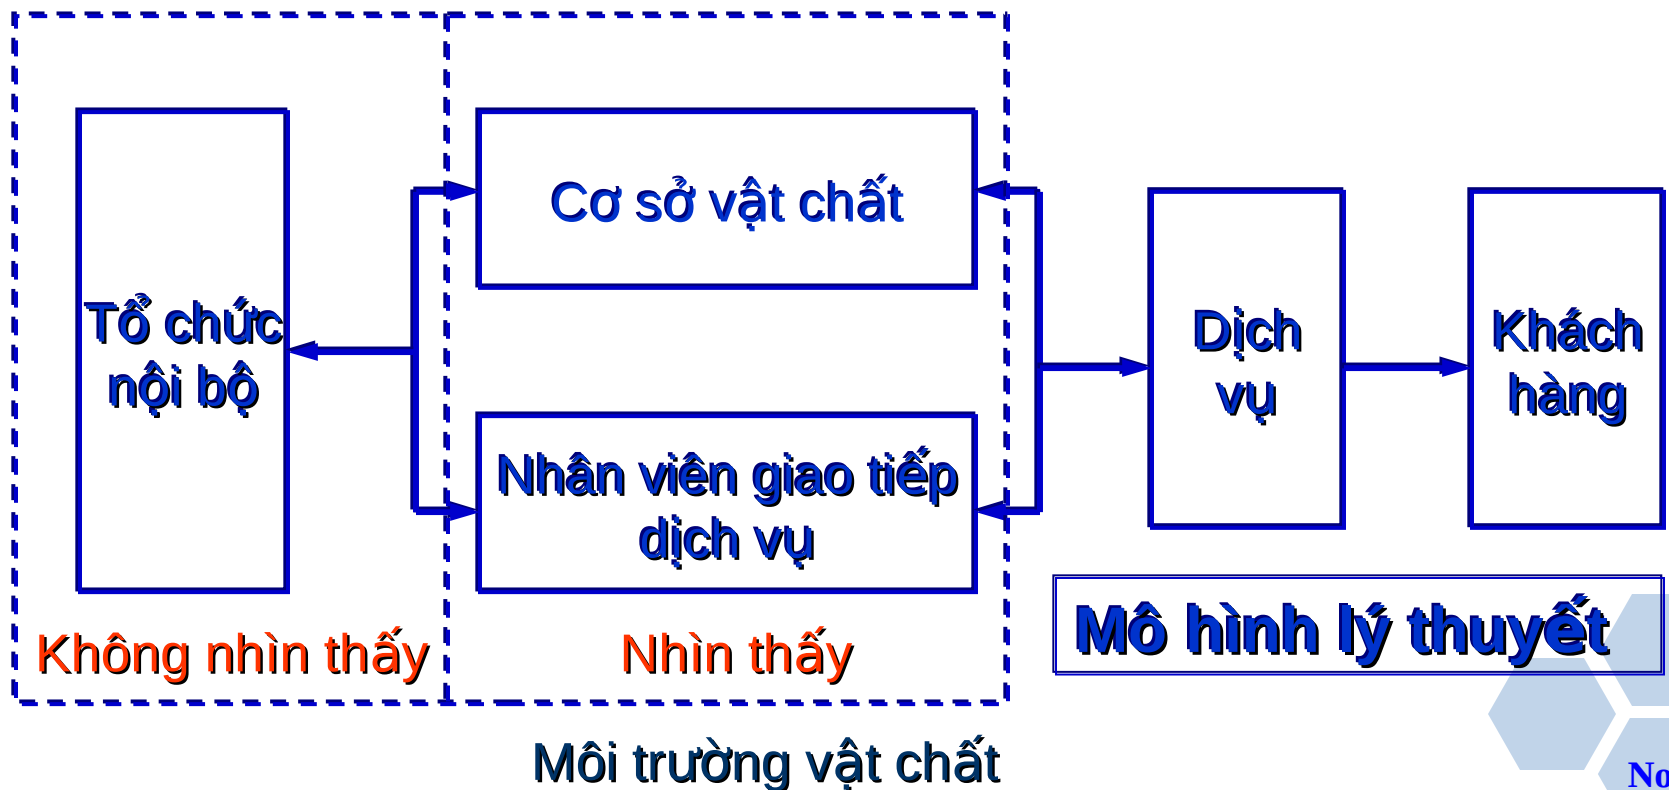 Cơ sở vật chất
Tổ chức
nội bộ
Dịch
vụ
Khách
hàng
Nhân viên giao tiếp
dịch vụ
Không nhìn thấy
Nhìn thấy
Mô hình lý thuyết
Môi trường vật chất